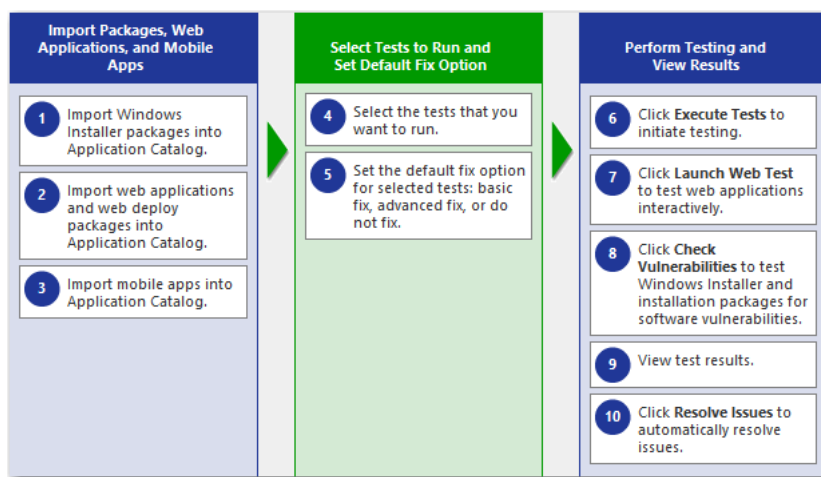 Import Packages, Web
Applications, and Mobile
Apps
1
Import Windows
Installer packages into
Application Catalog.
2
Import web applications
and web deploy
packages into
Application Catalog.
3
Import mobile apps into
Application Catalog.
Select Tests to Run and
Set Default Fix Option
4
Select the tests that you
want to run.
5
Set the default fix option
for selected tests: basic
fix, advanced fix, or do
not fix.
Perform Testing and
View Results
6
Click Execute Tests to
initiate testing.
7
Click Launch Web Test
to test web applications
interactively.
8
Click Check
Vulnerabilities to test
Windows Installer and
installation packages for
software vulnerabilities.
9
View test results.
10
Click Resolve Issues to
automatically resolve
issues.